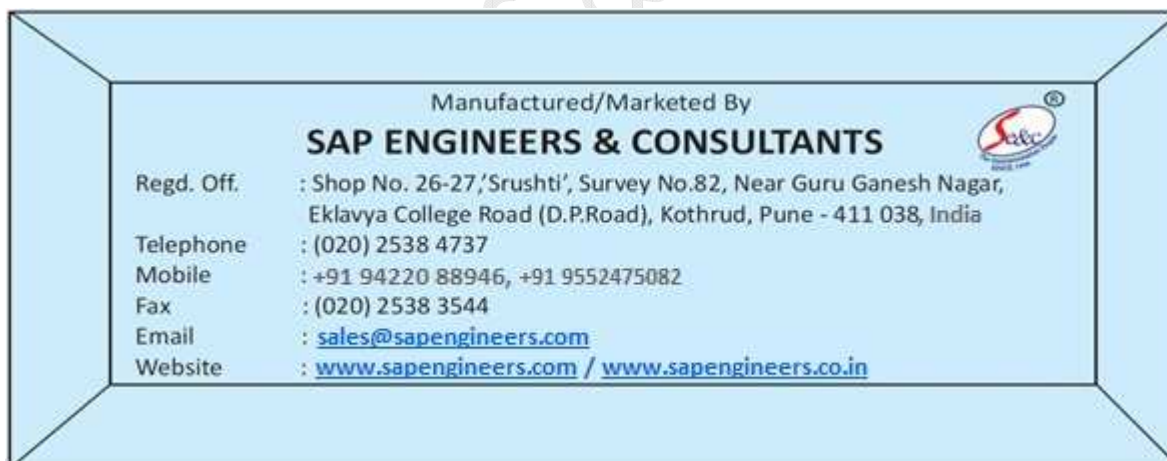 Manufactured/Marketed By
®
SAP ENGINEERS & CONSULTANTS
Regd. Off. : Shop No. 26-27,'Srushti', Survey No.82, Near Guru Ganesh Nagar,
Eklavya College Road (D.P.Road), Kothrud, Pune - 411 038, India
Telephone : (020) 2538 4737
Mobile : +91 94220 88946, +91 9552475082
Fax : (020) 2538 3544
Email : sales@sapengineers.com
Website : www.sapengineers.com / www.sapengineers.co.in